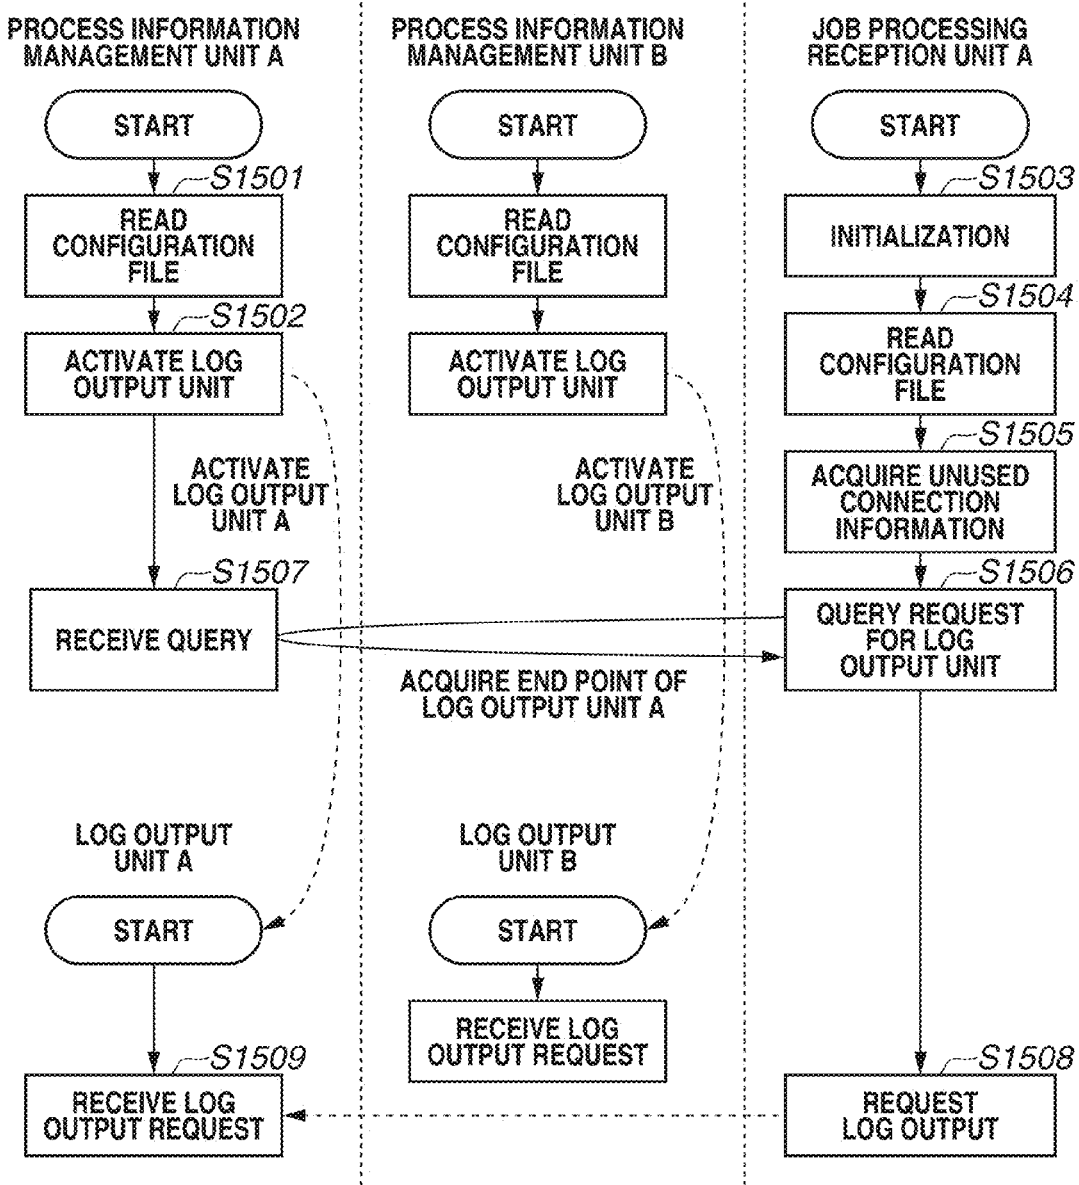 PROCESS INFORMATION
MANAGEMENT UNIT A
START
S1501
READ
CONFIGURATION
FILE
S1502
ACTIVATE LOG
OUTPUT UNIT
ACTIVATE
LOG OUTPUT
UNIT A
S1507
RECEIVE QUERY
LOG OUTPUT
UNIT A
START
S1509
RECEIVE LOG
OUTPUT REQUEST
PROCESS INFORMATION
MANAGEMENT UNIT B
START
READ
CONFIGURATION
FILE
ACTIVATE LOG
OUTPUT UNIT
ACTIVATE
LOG OUTPUT
UNIT B
ACQUIRE END POINT OF
LOG OUTPUT UNIT A
LOG OUTPUT
UNIT B
START
RECEIVE LOG
OUTPUT REQUEST
JOB PROCESSING
RECEPTION UNIT A
START
S1503
INITIALIZATION
S1504
READ
CONFIGURATION
FILE
S1505
ACQUIRE UNUSED
CONNECTION
INFORMATION
S1506
QUERY REQUEST
FOR LOG
OUTPUT UNIT
S1508
REQUEST
LOG OUTPUT